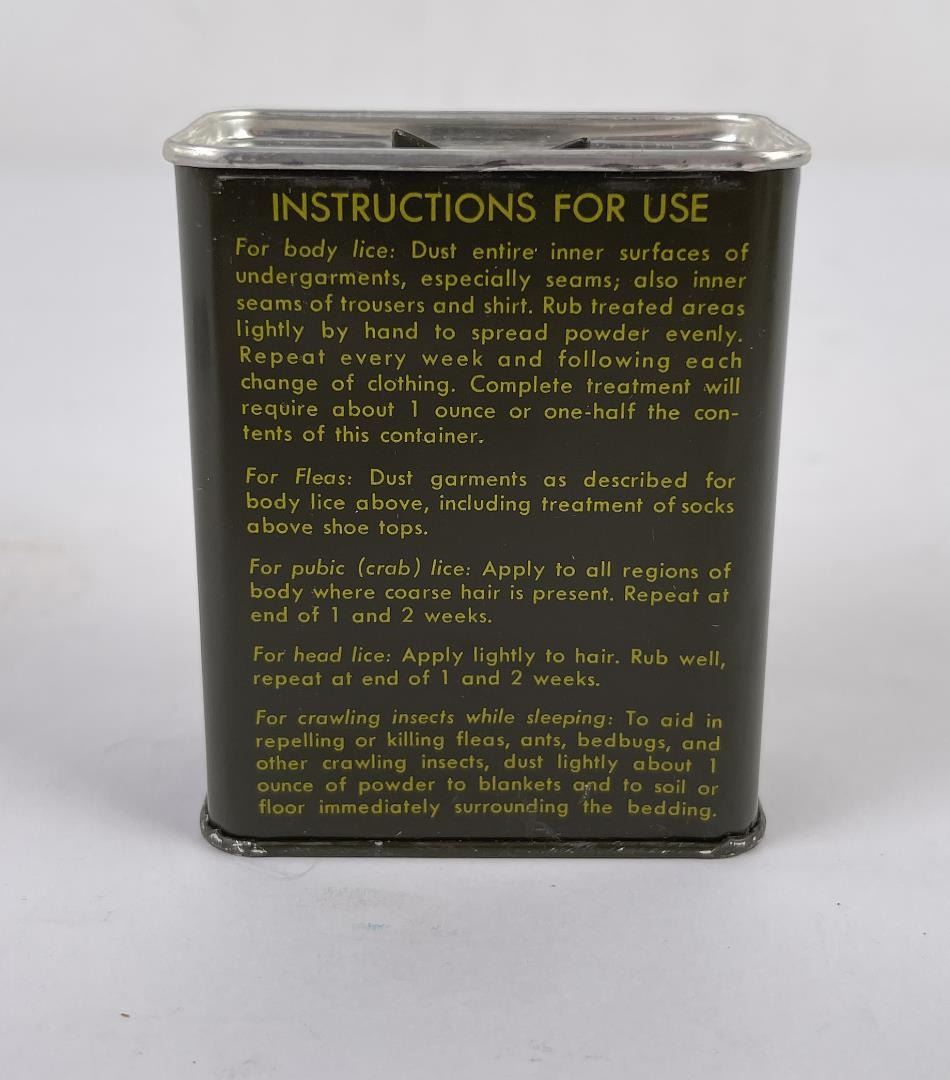 INSTRUCTIONS FOR USE
For body lice: Dust entire inner surfaces of
undergarments, especially seams; also inner
seams of trousers and shirt. Rub treated areas
lightly by hand to spread powder evenly.
Repeat every week and following each
change of clothing. Complete treatment will
require about 1 ounce or one-half the con-
tents of this container.
For Fleas: Dust garments as described for
body lice above, including treatment of socks
above shoe tops.
For pubic (crab) lice: Apply to all regions of
body where coarse hair is present. Repeat at
end of 1 and 2 weeks.
For head lice: Apply lightly to hair. Rub well,
repeat at end of 1 and 2 weeks.
For crawling insects while sleeping: To aid in
repelling or killing fleas, ants, bedbugs, and
other crawling insects, dust lightly about 1
ounce of powder to blankets and to soil or
floor immediately surrounding the bedding.